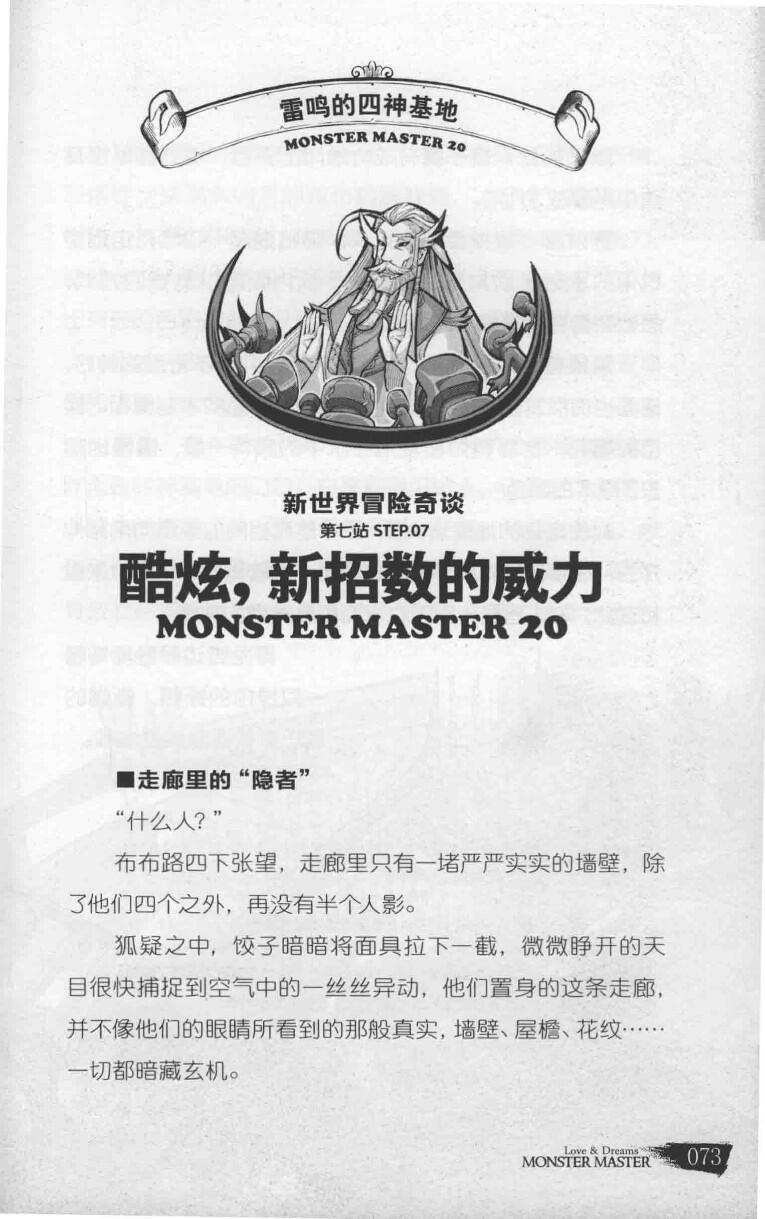 雷鸣的四神基地
MONSTER MASTER 20
新世界冒险奇谈
第七站 STEP.07
酷炫，新招数的威力
MONSTER MASTER 20
■走廊里的“隐者”
“什么人？”
布布路四下张望，走廊里只有一堵严严实实的墙壁，除
了他们四个之外，再没有半个人影。
狐疑之中，饺子暗暗将面具拉下一截，微微睁开的天
目很快捕捉到空气中的一丝丝异动，他们置身的这条走廊，
并不像他们的眼睛所看到的那般真实，墙壁、屋檐、花纹……
一切都暗藏玄机。
Love & Dreams
MONSTER MASTER
073